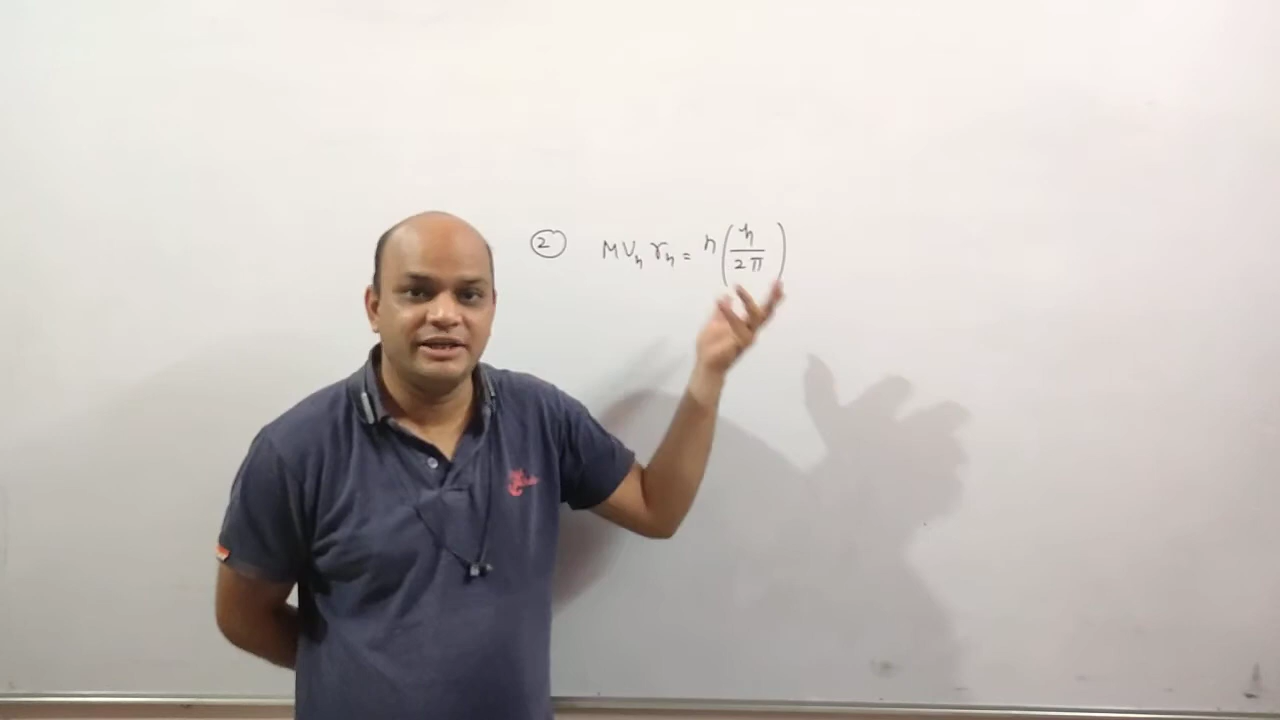 ② MVₙ rₙ = n (h / 2π)